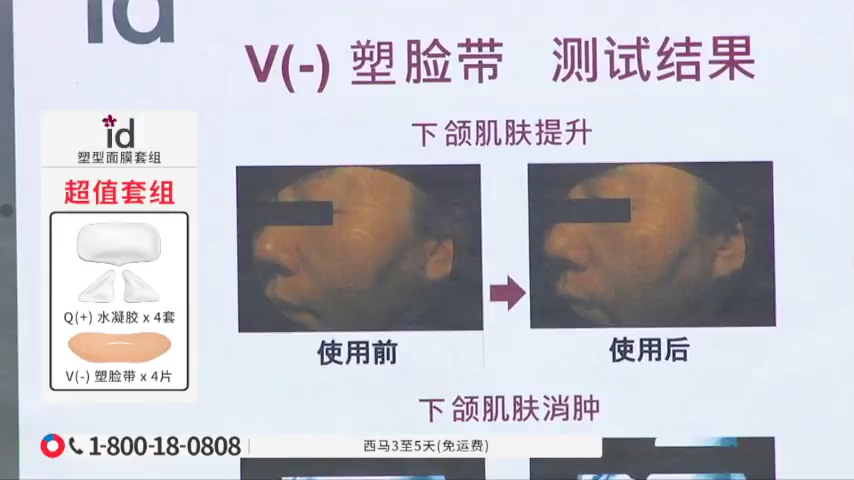 id
V(-) 塑脸带 测试结果
下颌肌肤提升
id
塑型面膜套组
超值套组
Q(+) 水凝胶 x 4套
V(-) 塑脸带 x 4片
使用前
使用后
下颌肌肤消肿
1-800-18-0808
西马3至5天(免运费)